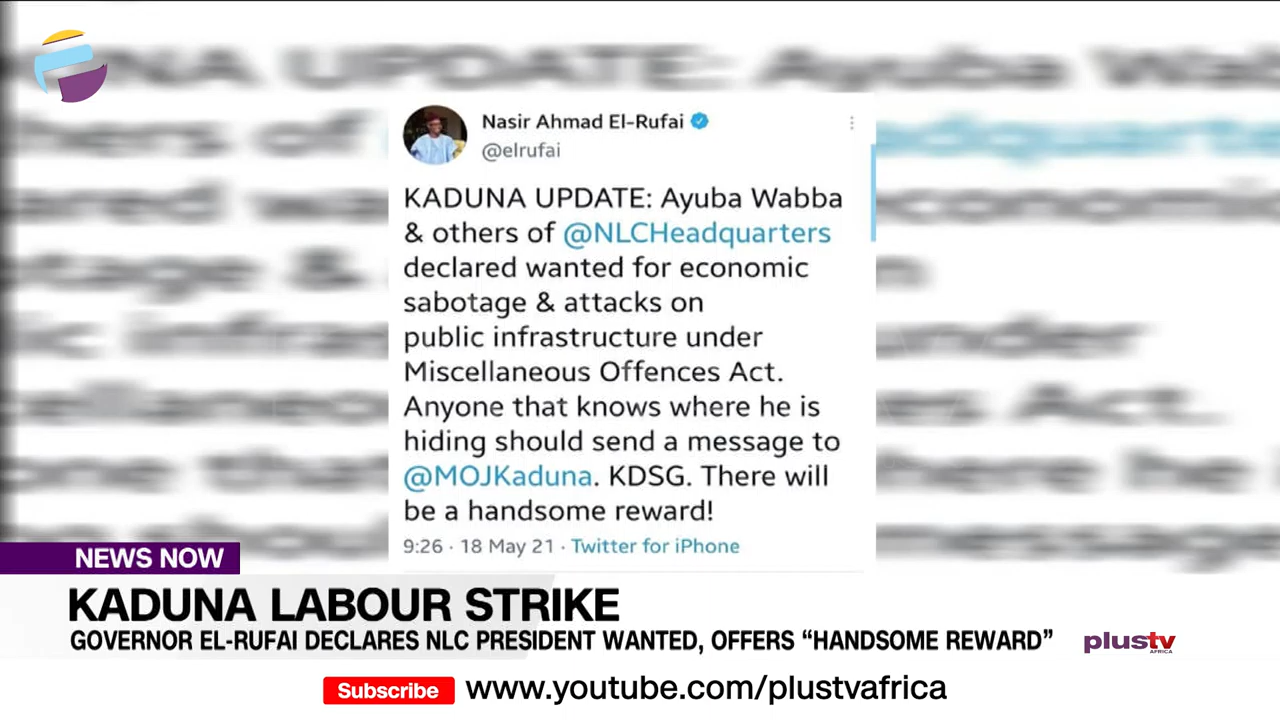 Nasir Ahmad El-Rufai
@elrufai
KADUNA UPDATE: Ayuba Wabba
& others of @NLCHeadquarters
declared wanted for economic
sabotage & attacks on
public infrastructure under
Miscellaneous Offences Act.
Anyone that knows where he is
hiding should send a message to
@MOJKaduna. KDSG. There will
be a handsome reward!
9:26 · 18 May 21 · Twitter for iPhone
NEWS NOW
KADUNA LABOUR STRIKE
GOVERNOR EL-RUFAI DECLARES NLC PRESIDENT WANTED, OFFERS “HANDSOME REWARD”
plustv
AFRICA
Subscribe www.youtube.com/plustvafrica